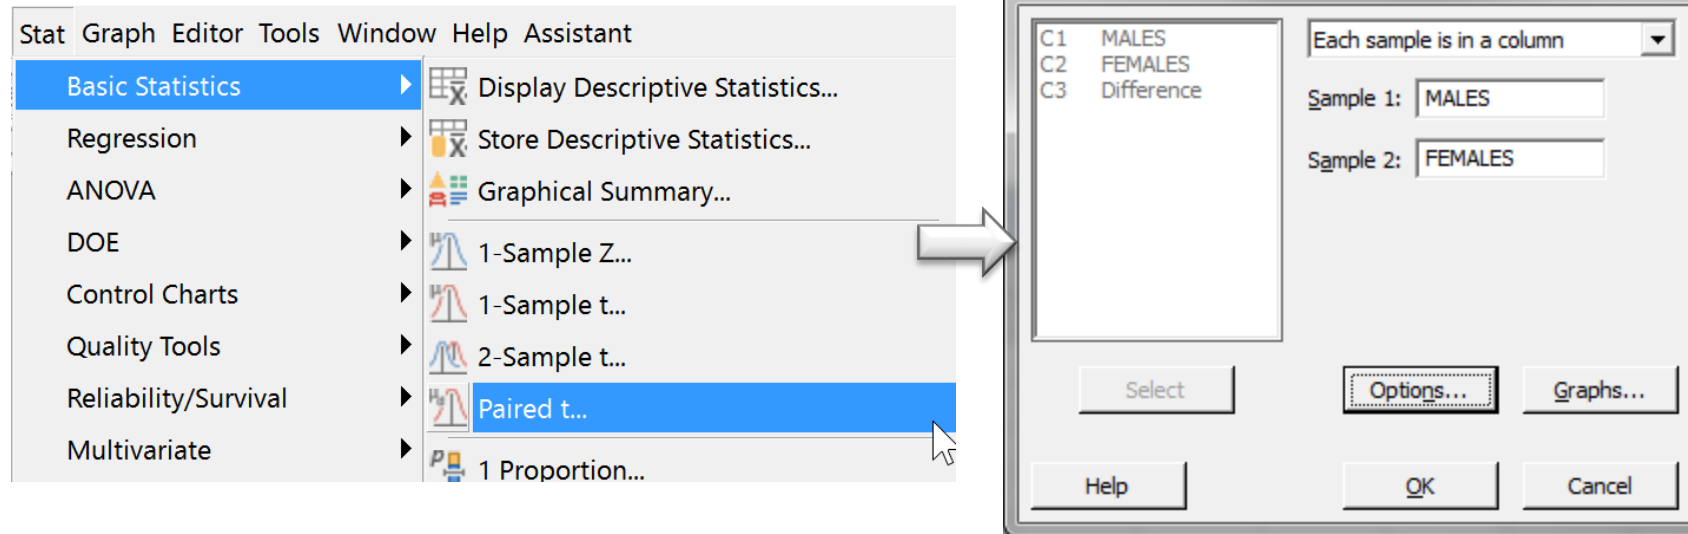 Stat Graph Editor Tools Window Help Assistant
Basic Statistics
Regression
ANOVA
DOE
Control Charts
Quality Tools
Reliability/Survival
Multivariate
Display Descriptive Statistics...
Store Descriptive Statistics...
Graphical Summary...
1-Sample Z...
1-Sample t...
2-Sample t...
Paired t...
1 Proportion...
C1 MALES
C2 FEMALES
C3 Difference
Each sample is in a column
Sample 1: MALES
Sample 2: FEMALES
Select
Options...
Graphs...
Help
OK
Cancel